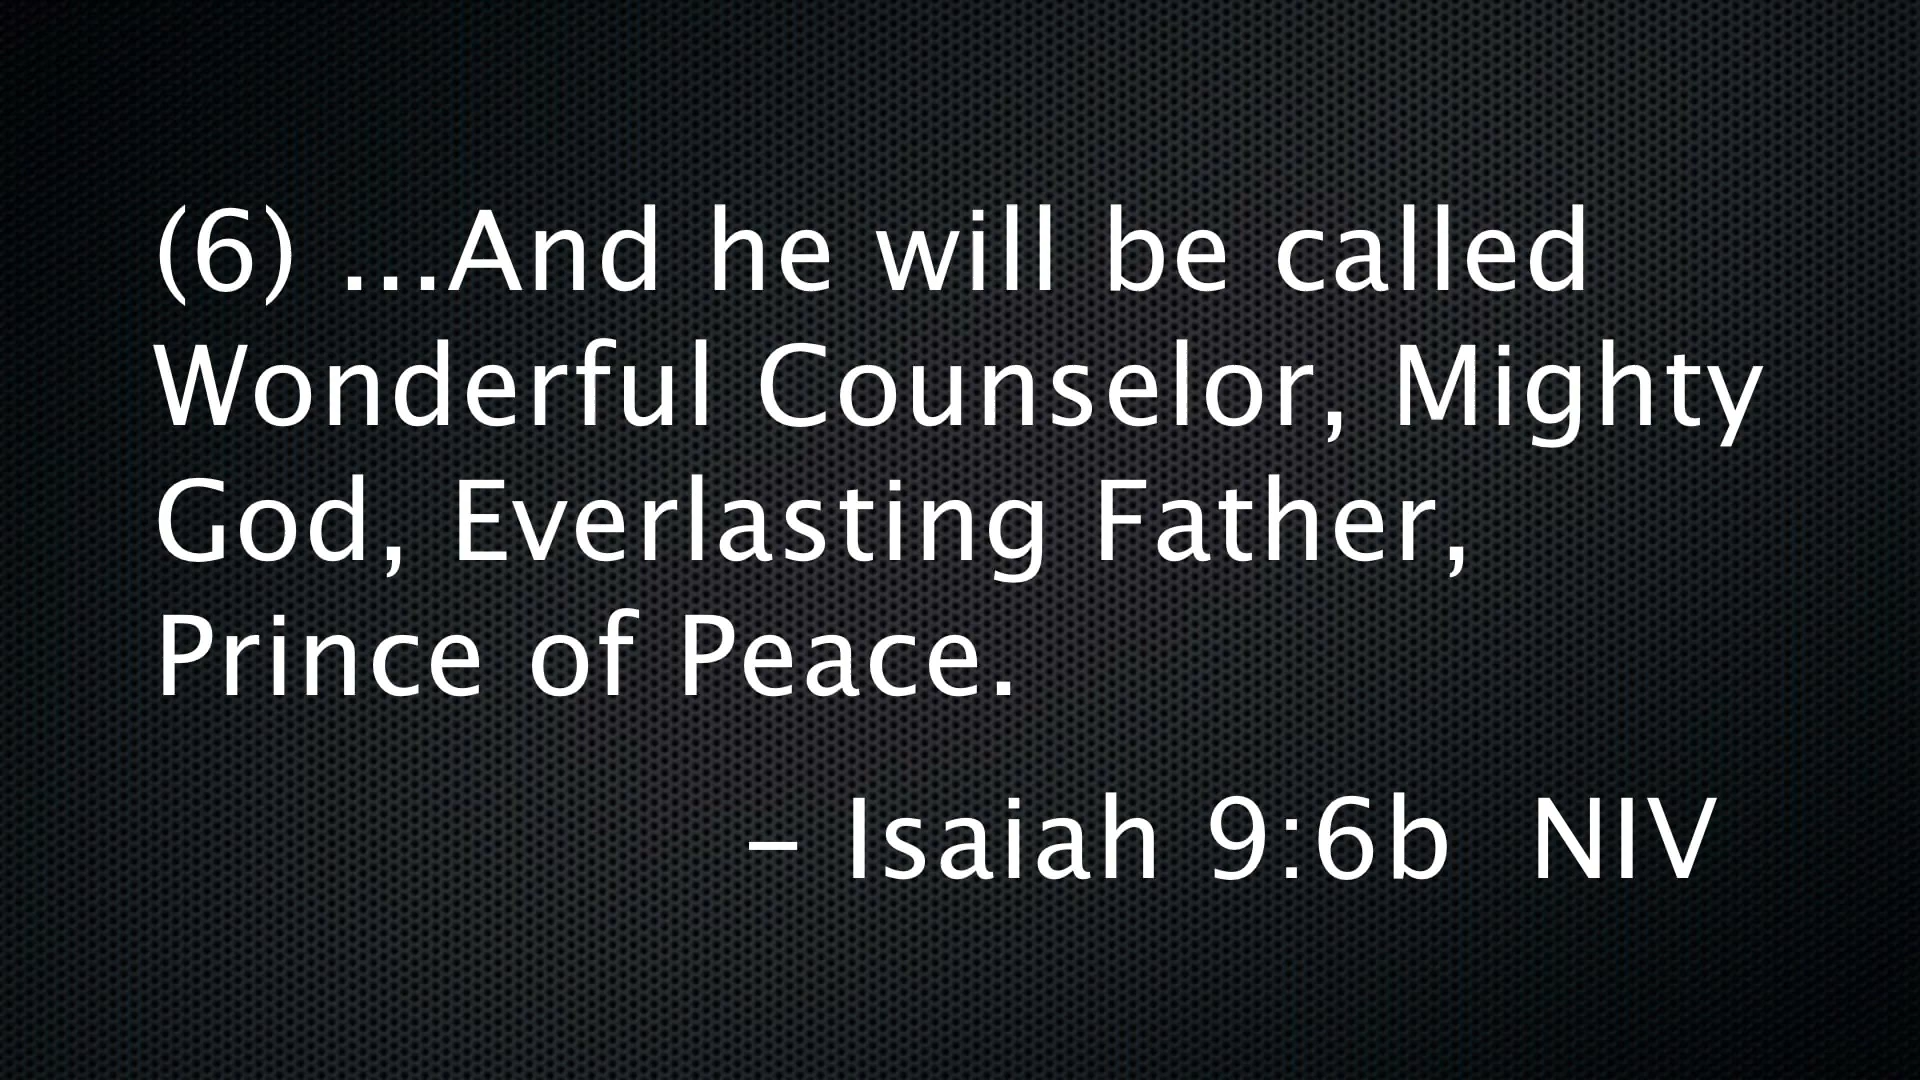 (6) ...And he will be called
Wonderful Counselor, Mighty
God, Everlasting Father,
Prince of Peace.
– Isaiah 9:6b  NIV